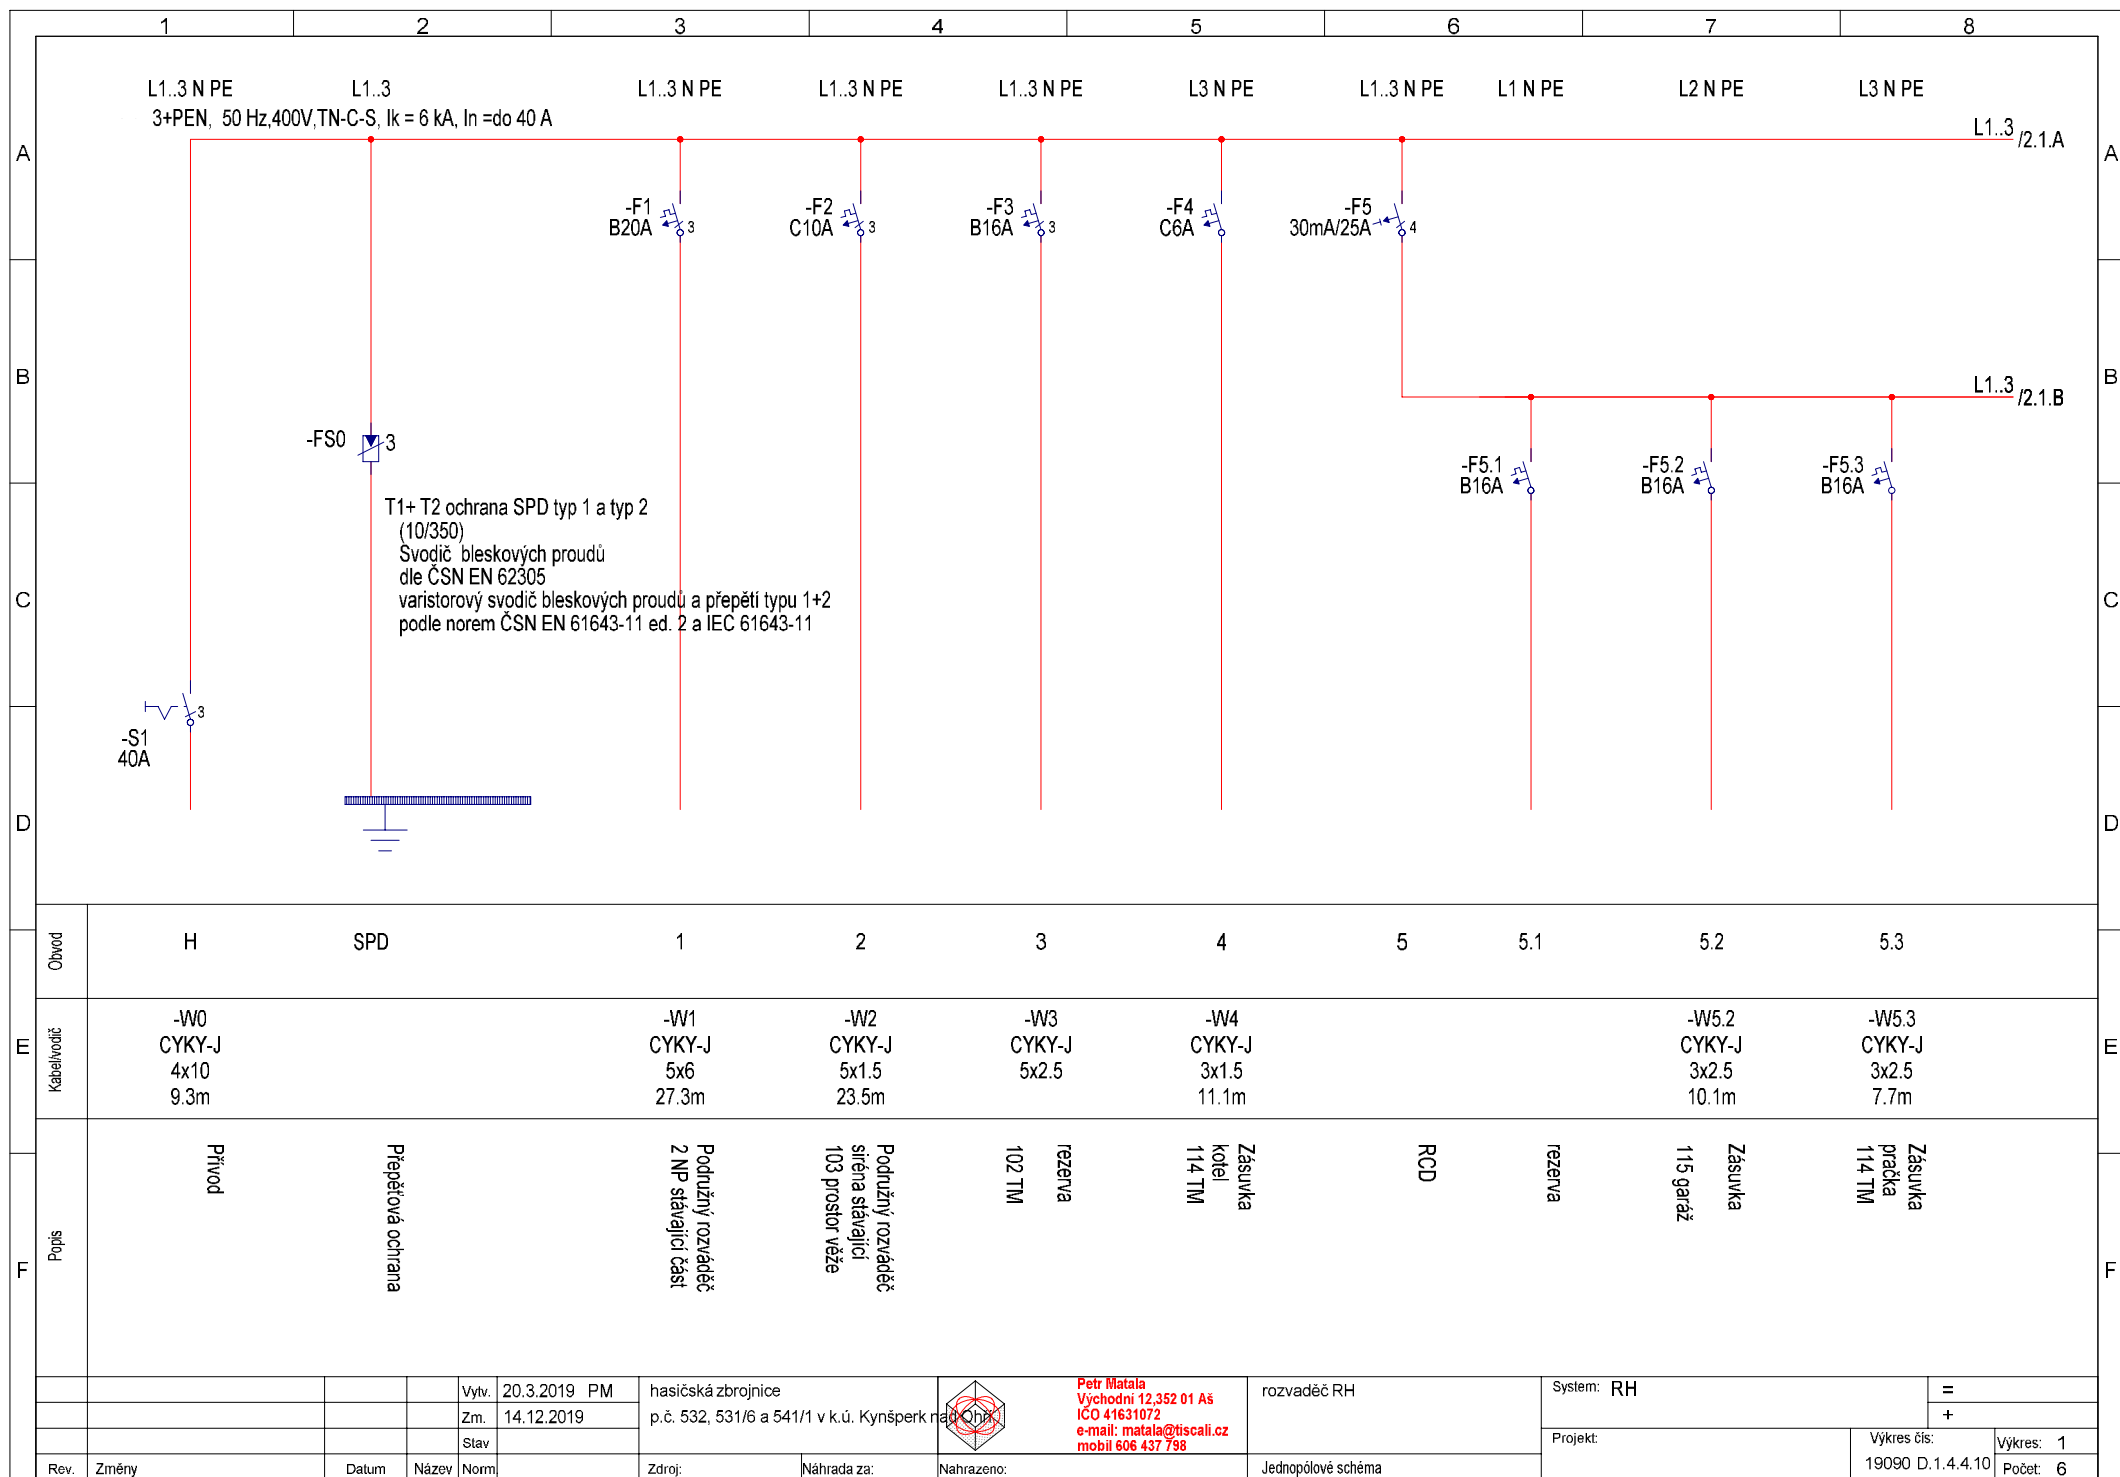 1 2 3 4 5 6 7 8
L1..3 N PE L1..3 L1..3 N PE L1..3 N PE L1..3 N PE L3 N PE L1..3 N PE L1 N PE L2 N PE L3 N PE
3+PEN, 50 Hz,400V,TN-C-S, Ik = 6 kA, In =do 40 A
L1..3 /2.1.A
A A
-F1 -F2 -F3 -F4 -F5
B20A 3 C10A 3 B16A 3 C6A 30mA/25A 4
B B
L1..3 /2.1.B
-FS0 3
-F5.1 -F5.2 -F5.3
B16A B16A B16A
T1+ T2 ochrana SPD typ 1 a typ 2
(10/350)
Svodič bleskových proudů
dle ČSN EN 62305
varistorový svodič bleskových proudů a přepětí typu 1+2
podle norem ČSN EN 61643-11 ed. 2 a IEC 61643-11
C C
3
-S1
40A
D D
Obvod H SPD 1 2 3 4 5 5.1 5.2 5.3
E E
Kabel/vodič
-W0 -W1 -W2 -W3 -W4 -W5.2 -W5.3
CYKY-J CYKY-J CYKY-J CYKY-J CYKY-J CYKY-J CYKY-J
4x10 5x6 5x1.5 5x2.5 3x1.5 3x2.5 3x2.5
9.3m 27.3m 23.5m 11.1m 10.1m 7.7m
F F
Popis
Přívod
Přepěťová ochrana
Podružný rozváděč
2 NP stávající část
Podružný rozváděč
siréna stávající
103 prostor věže
rezerva
102 TM
Zásuvka
kotel
114 TM
RCD
rezerva
Zásuvka
115 garáž
Zásuvka
pračka
114 TM
Vytv. 20.3.2019 PM
Zm. 14.12.2019
Stav
Rev. Změny Datum Název Norm.
hasičská zbrojnice
p.č. 532, 531/6 a 541/1 v k.ú. Kynšperk nad Ohří
Zdroj: Náhrada za: Nahrazeno:
Petr Matala
Východní 12,352 01 Aš
IČO 41631072
e-mail: matala@tiscali.cz
mobil 606 437 798
rozvaděč RH
Jednopólové schéma
System: RH
=
+
Projekt:
Výkres čís:
19090 D.1.4.4.10
Výkres: 1
Počet: 6